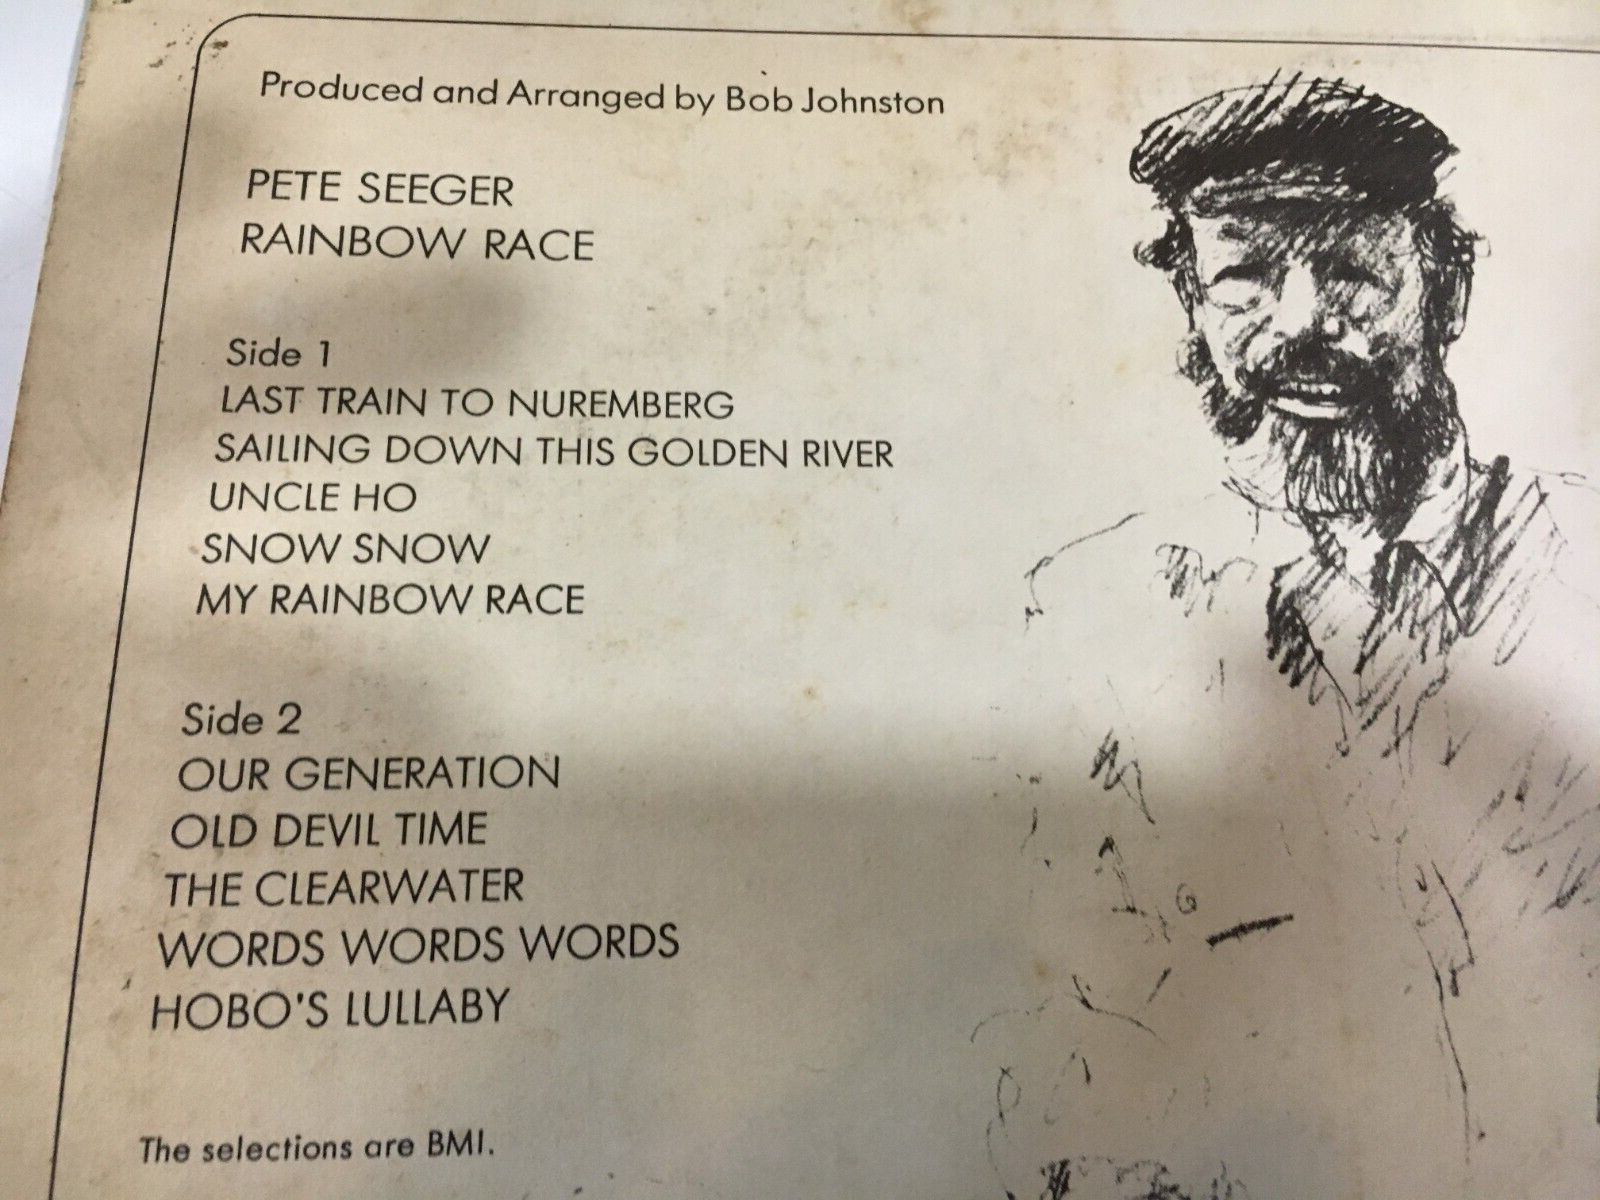 Produced and Arranged by Bob Johnston
PETE SEEGER
RAINBOW RACE
Side 1
LAST TRAIN TO NUREMBERG
SAILING DOWN THIS GOLDEN RIVER
UNCLE HO
SNOW SNOW
MY RAINBOW RACE
Side 2
OUR GENERATION
OLD DEVIL TIME
THE CLEARWATER
WORDS WORDS WORDS
HOBO'S LULLABY
The selections are BMI.